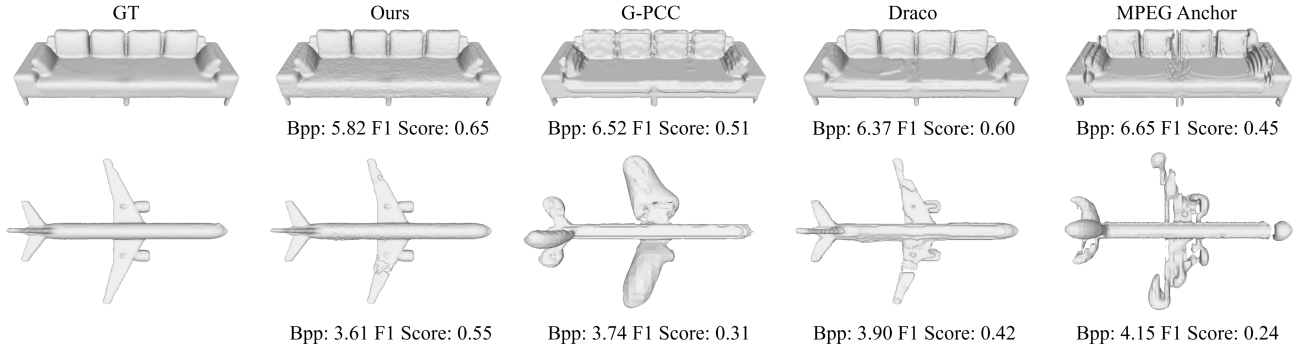 GT Ours G-PCC Draco MPEG Anchor
Bpp: 5.82 F1 Score: 0.65 Bpp: 6.52 F1 Score: 0.51 Bpp: 6.37 F1 Score: 0.60 Bpp: 6.65 F1 Score: 0.45
Bpp: 3.61 F1 Score: 0.55 Bpp: 3.74 F1 Score: 0.31 Bpp: 3.90 F1 Score: 0.42 Bpp: 4.15 F1 Score: 0.24